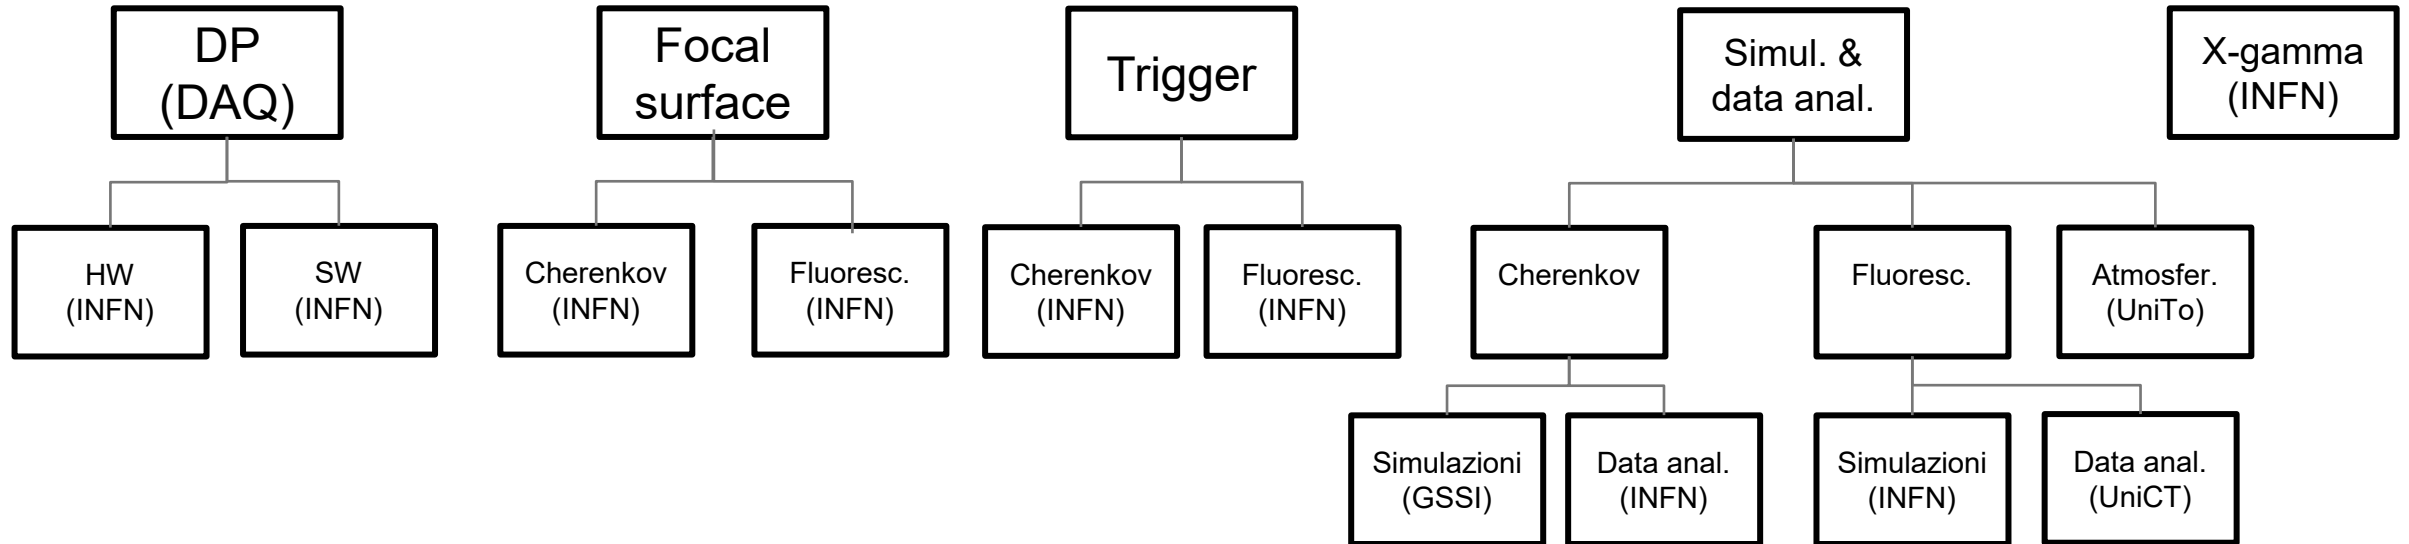 DP
(DAQ)
Focal
surface
Trigger
Simul. &
data anal.
X-gamma
(INFN)
HW
(INFN)
SW
(INFN)
Cherenkov
(INFN)
Fluoresc.
(INFN)
Cherenkov
(INFN)
Fluoresc.
(INFN)
Cherenkov
Fluoresc.
Atmosfer.
(UniTo)
Simulazioni
(GSSI)
Data anal.
(INFN)
Simulazioni
(INFN)
Data anal.
(UniCT)